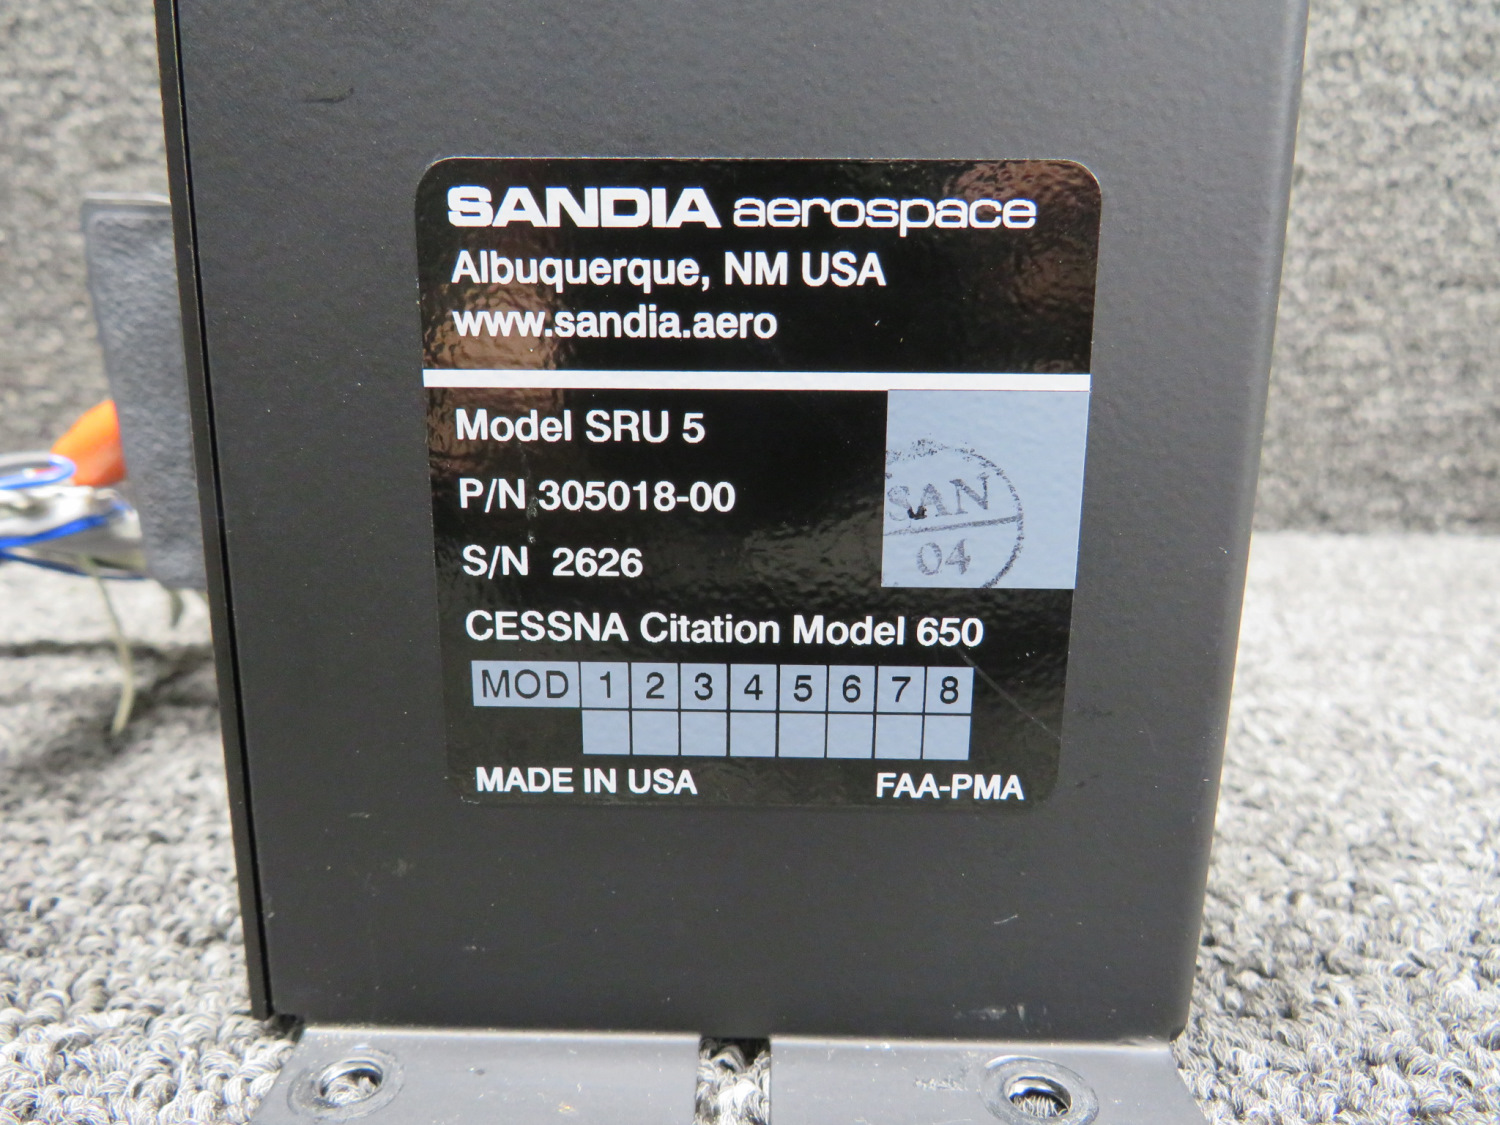 SANDIA aerospace
Albuquerque, NM USA
www.sandia.aero
Model SRU 5
P/N 305018-00
SAN
04
S/N 2626
CESSNA Citation Model 650
MOD 1 2 3 4 5 6 7 8
MADE IN USA FAA-PMA